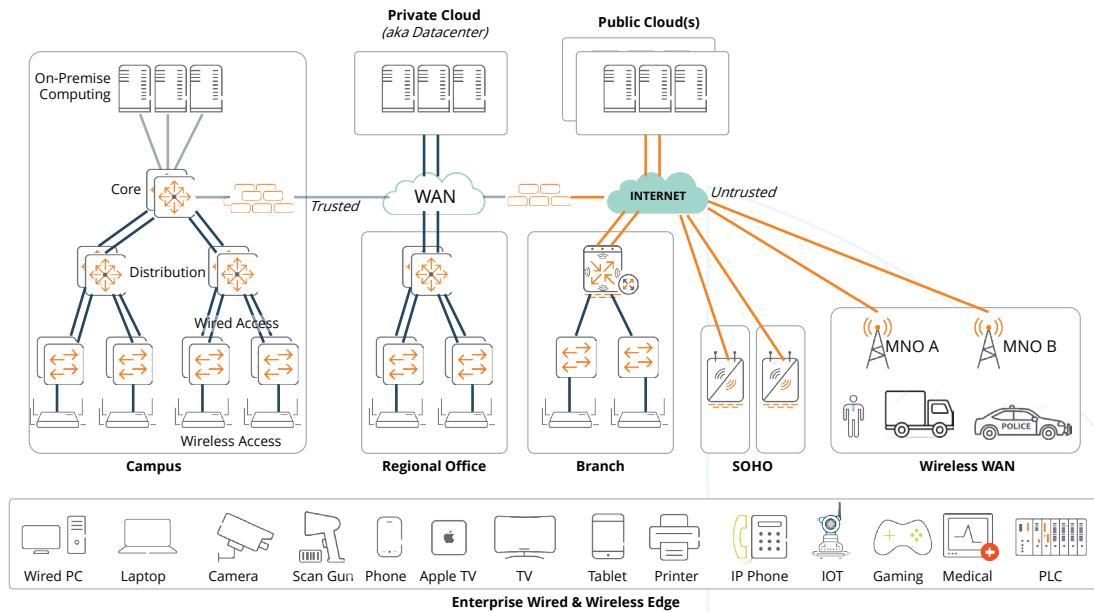 Private Cloud
(aka Datacenter)
Public Cloud(s)
On-Premise
Computing
Core
Trusted
WAN
INTERNET
Untrusted
Distribution
Wired Access
Wireless Access
MNO A
MNO B
POLICE
Campus
Regional Office
Branch
SOHO
Wireless WAN
Wired PC
Laptop
Camera
Scan Gun
Phone
Apple TV
TV
Tablet
Printer
IP Phone
IOT
Gaming
Medical
PLC
Enterprise Wired & Wireless Edge